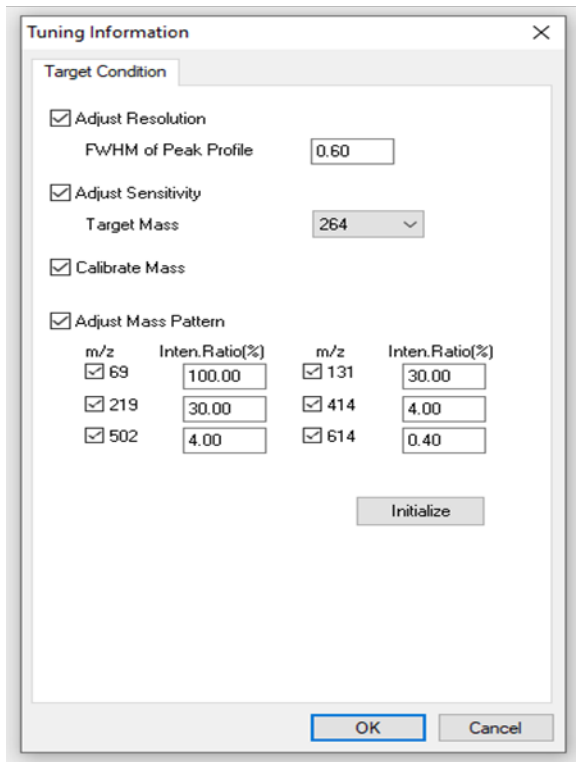 Tuning Information
Target Condition
Adjust Resolution
FWHM of Peak Profile 0.60
Adjust Sensitivity
Target Mass 264
Calibrate Mass
Adjust Mass Pattern
m/z Inten.Ratio(%) m/z Inten.Ratio(%)
69 100.00 131 30.00
219 30.00 414 4.00
502 4.00 614 0.40
Initialize
OK Cancel